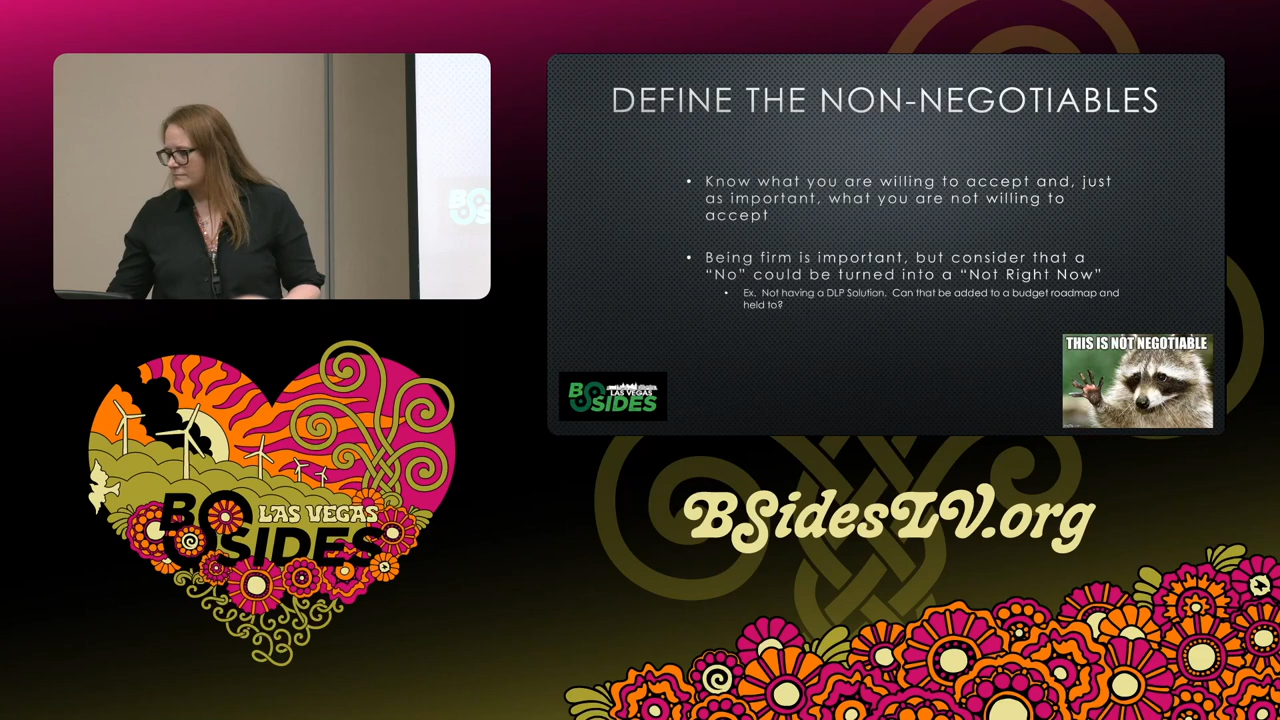 DEFINE THE NON-NEGOTIABLES
• Know what you are willing to accept and, just
as important, what you are not willing to
accept
• Being firm is important, but consider that a
“No” could be turned into a “Not Right Now”
• Ex. Not having a DLP Solution. Can that be added to a budget roadmap and
held to?
THIS IS NOT NEGOTIABLE
BSIDES
LAS VEGAS
BSIDES
LAS VEGAS
BSIDES
23
BSidesLV.org